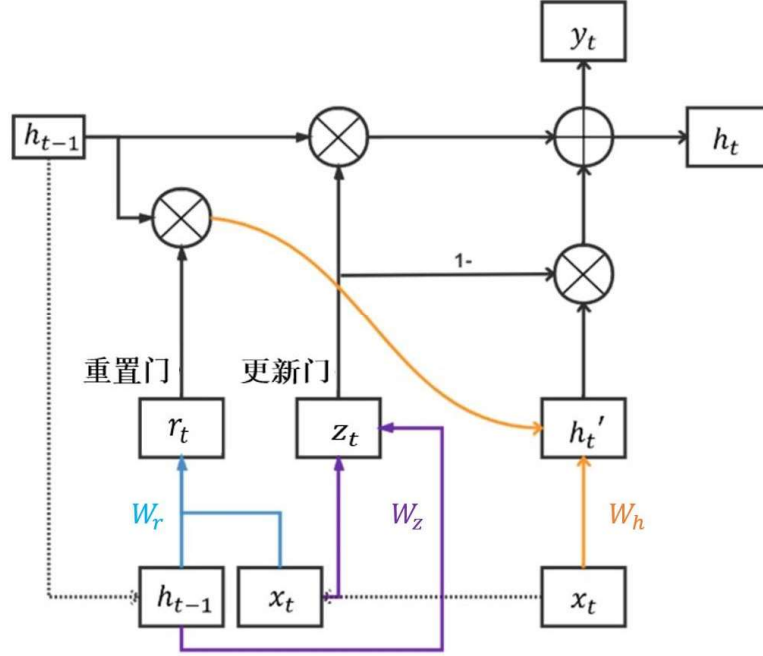 y_t
h_{t-1}
h_t
1-
重置门
更新门
r_t
z_t
h_t'
W_r
W_z
W_h
h_{t-1}
x_t
x_t